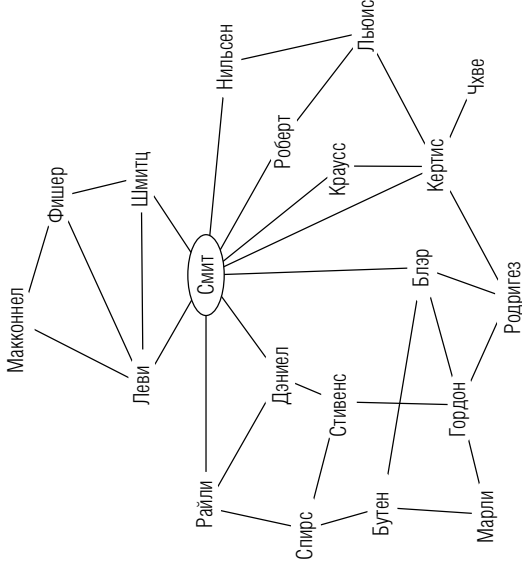 Макконнел
Фишер
Шмитц
Леви
Нильсен
Льюис
Роберт
Чхве
Краусс
Кертис
Смит
Блэр
Родригез
Дэниел
Стивенс
Гордон
Райли
Спирс
Бутен
Марли